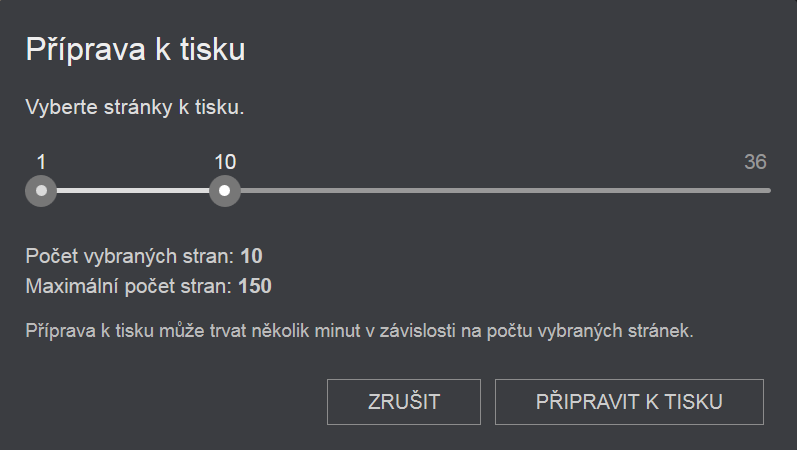 Příprava k tisku
Vyberte stránky k tisku.
1 10 36
Počet vybraných stran: 10
Maximální počet stran: 150
Příprava k tisku může trvat několik minut v závislosti na počtu vybraných stránek.
ZRUŠIT PŘIPRAVIT K TISKU